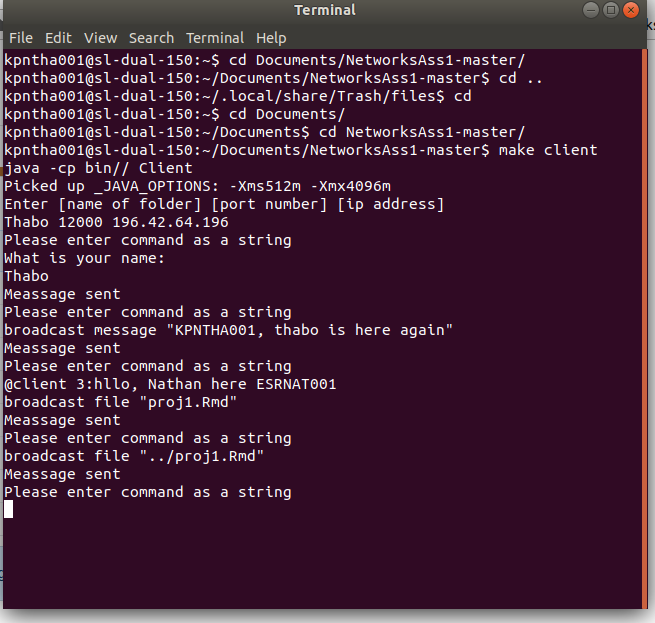 Terminal
File Edit View Search Terminal Help
kpntha001@sl-dual-150:~$ cd Documents/NetworksAss1-master/
kpntha001@sl-dual-150:~/Documents/NetworksAss1-master$ cd ..
kpntha001@sl-dual-150:~/.local/share/Trash/files$ cd
kpntha001@sl-dual-150:~$ cd Documents/
kpntha001@sl-dual-150:~/Documents$ cd NetworksAss1-master/
kpntha001@sl-dual-150:~/Documents/NetworksAss1-master$ make client
java -cp bin// Client
Picked up _JAVA_OPTIONS: -Xms512m -Xmx4096m
Enter [name of folder] [port number] [ip address]
Thabo 12000 196.42.64.196
Please enter command as a string
What is your name:
Thabo
Meassage sent
Please enter command as a string
broadcast message "KPNTHA001, thabo is here again"
Meassage sent
Please enter command as a string
@client 3:hllo, Nathan here ESRNAT001
broadcast file "proj1.Rmd"
Meassage sent
Please enter command as a string
broadcast file "../proj1.Rmd"
Meassage sent
Please enter command as a string